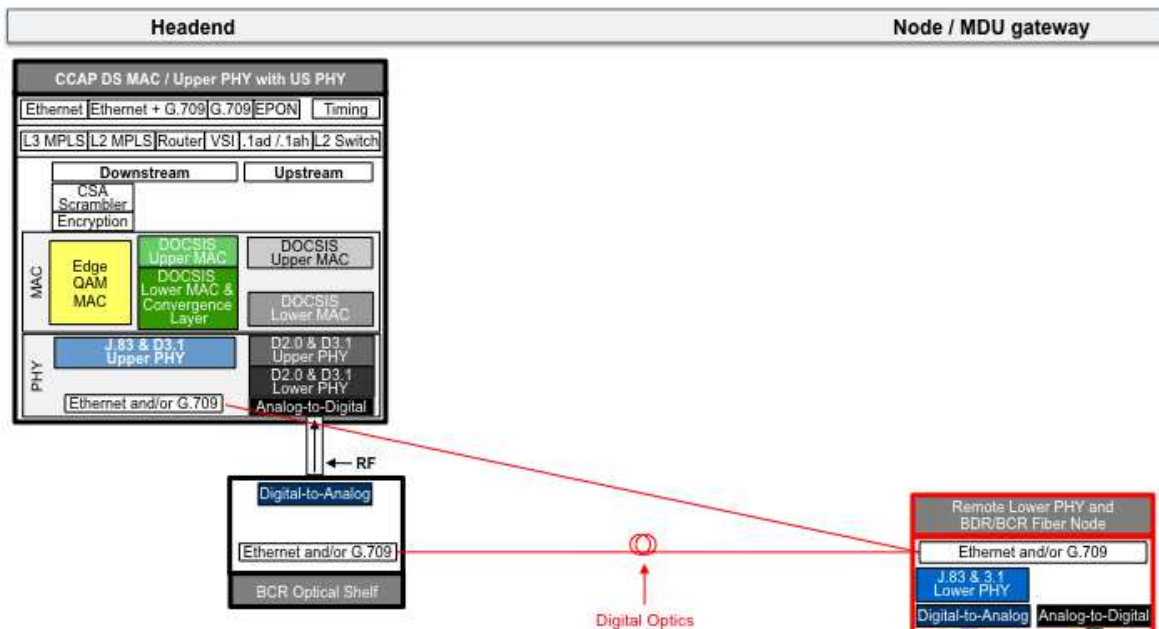 Headend
Node / MDU gateway
CCAP DS MAC / Upper PHY with US PHY
Ethernet Ethernet + G.709 G.709 EPON Timing
L3 MPLS L2 MPLS Router VSI .1ad /.1ah L2 Switch
Downstream Upstream
CSA
Scrambler
Encryption
MAC
Edge
QAM
MAC
DOCSIS
Upper MAC
DOCSIS
Lower MAC &
Convergence
Layer
DOCSIS
Upper MAC
DOCSIS
Lower MAC
PHY
J.83 & D3.1
Upper PHY
D2.0 & D3.1
Upper PHY
D2.0 & D3.1
Lower PHY
Ethernet and/or G.709
Analog-to-Digital
RF
Digital-to-Analog
Ethernet and/or G.709
BCR Optical Shelf
Digital Optics
Remote Lower PHY and
BDR/BCR Fiber Node
Ethernet and/or G.709
J.83 & 3.1
Lower PHY
Digital-to-Analog Analog-to-Digital